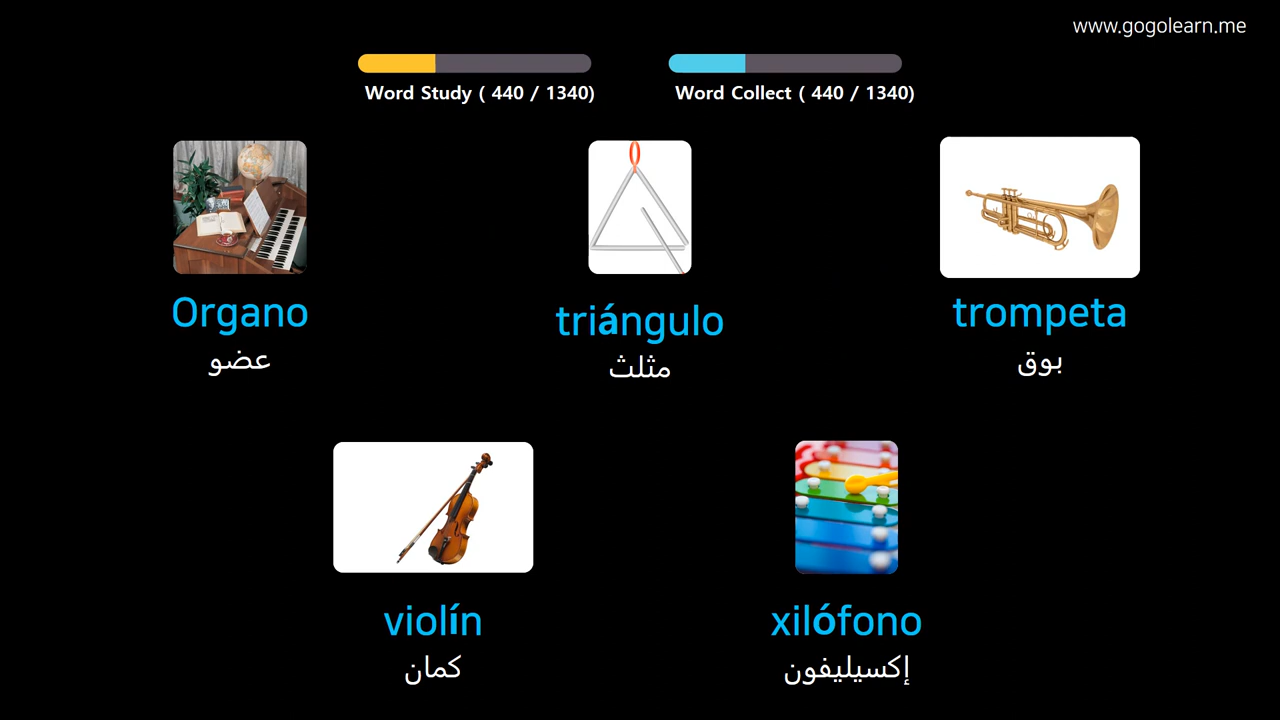 www.gogolearn.me
Word Study ( 440 / 1340)
Word Collect ( 440 / 1340)
Organo
عضو
triángulo
مثلث
trompeta
بوق
violín
كمان
xilófono
إكسيليفون